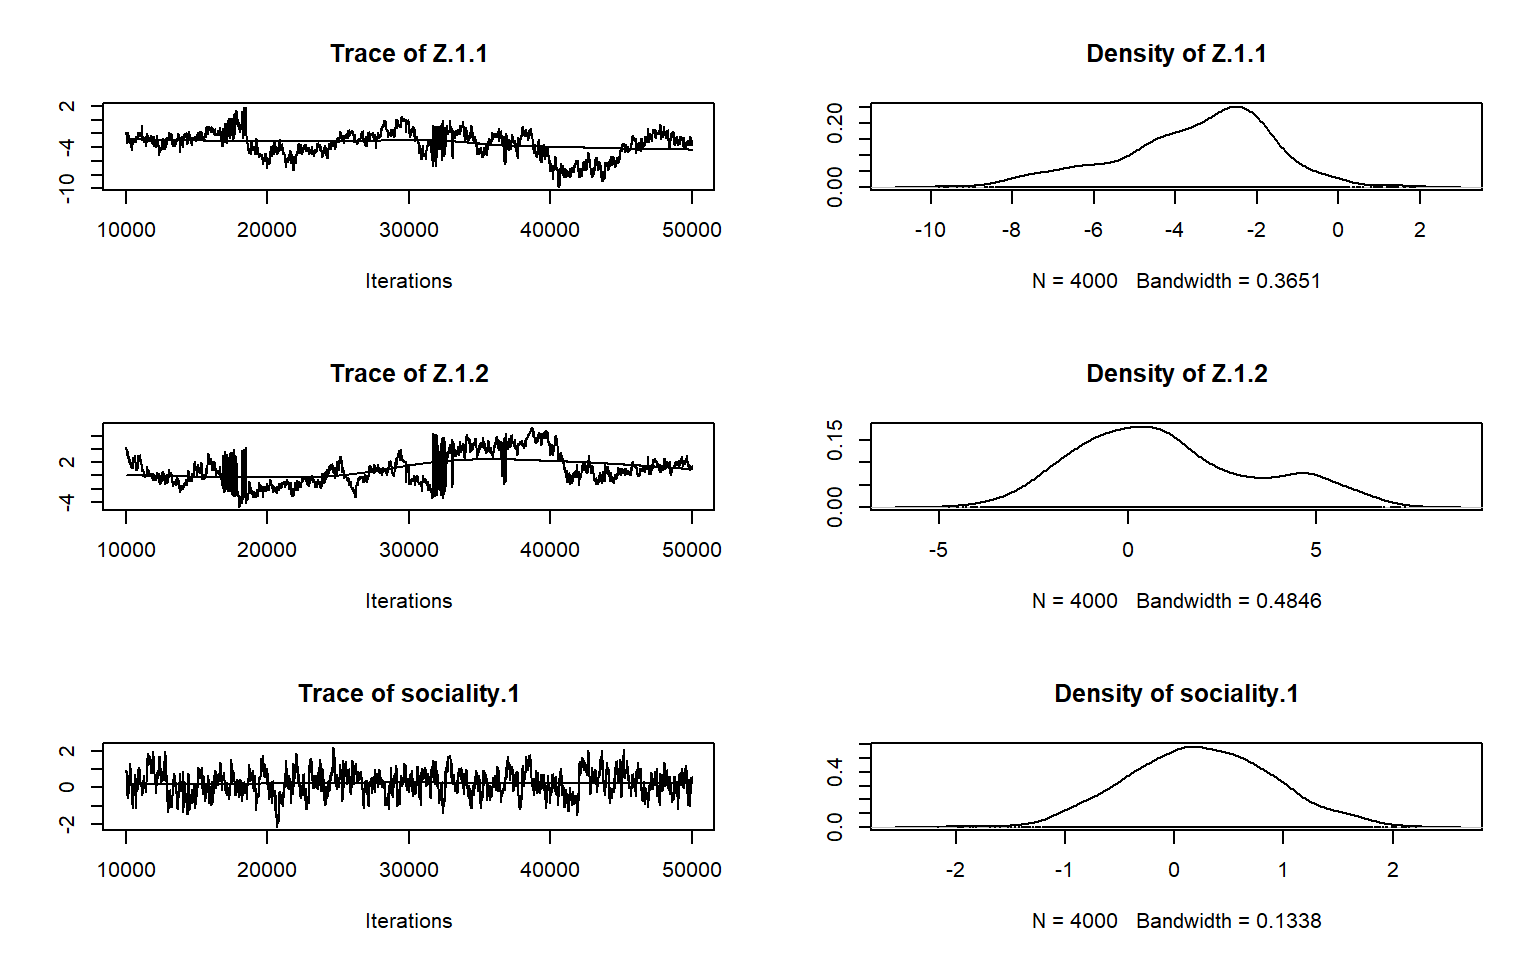 Trace of Z.1.1
2
-4
-10
10000 20000 30000 40000 50000
Iterations
Density of Z.1.1
0.20
0.00
-10 -8 -6 -4 -2 0 2
N = 4000 Bandwidth = 0.3651
Trace of Z.1.2
2
-4
10000 20000 30000 40000 50000
Iterations
Density of Z.1.2
0.15
0.00
-5 0 5
N = 4000 Bandwidth = 0.4846
Trace of sociality.1
2
0
-2
10000 20000 30000 40000 50000
Iterations
Density of sociality.1
0.4
0.0
-2 -1 0 1 2
N = 4000 Bandwidth = 0.1338